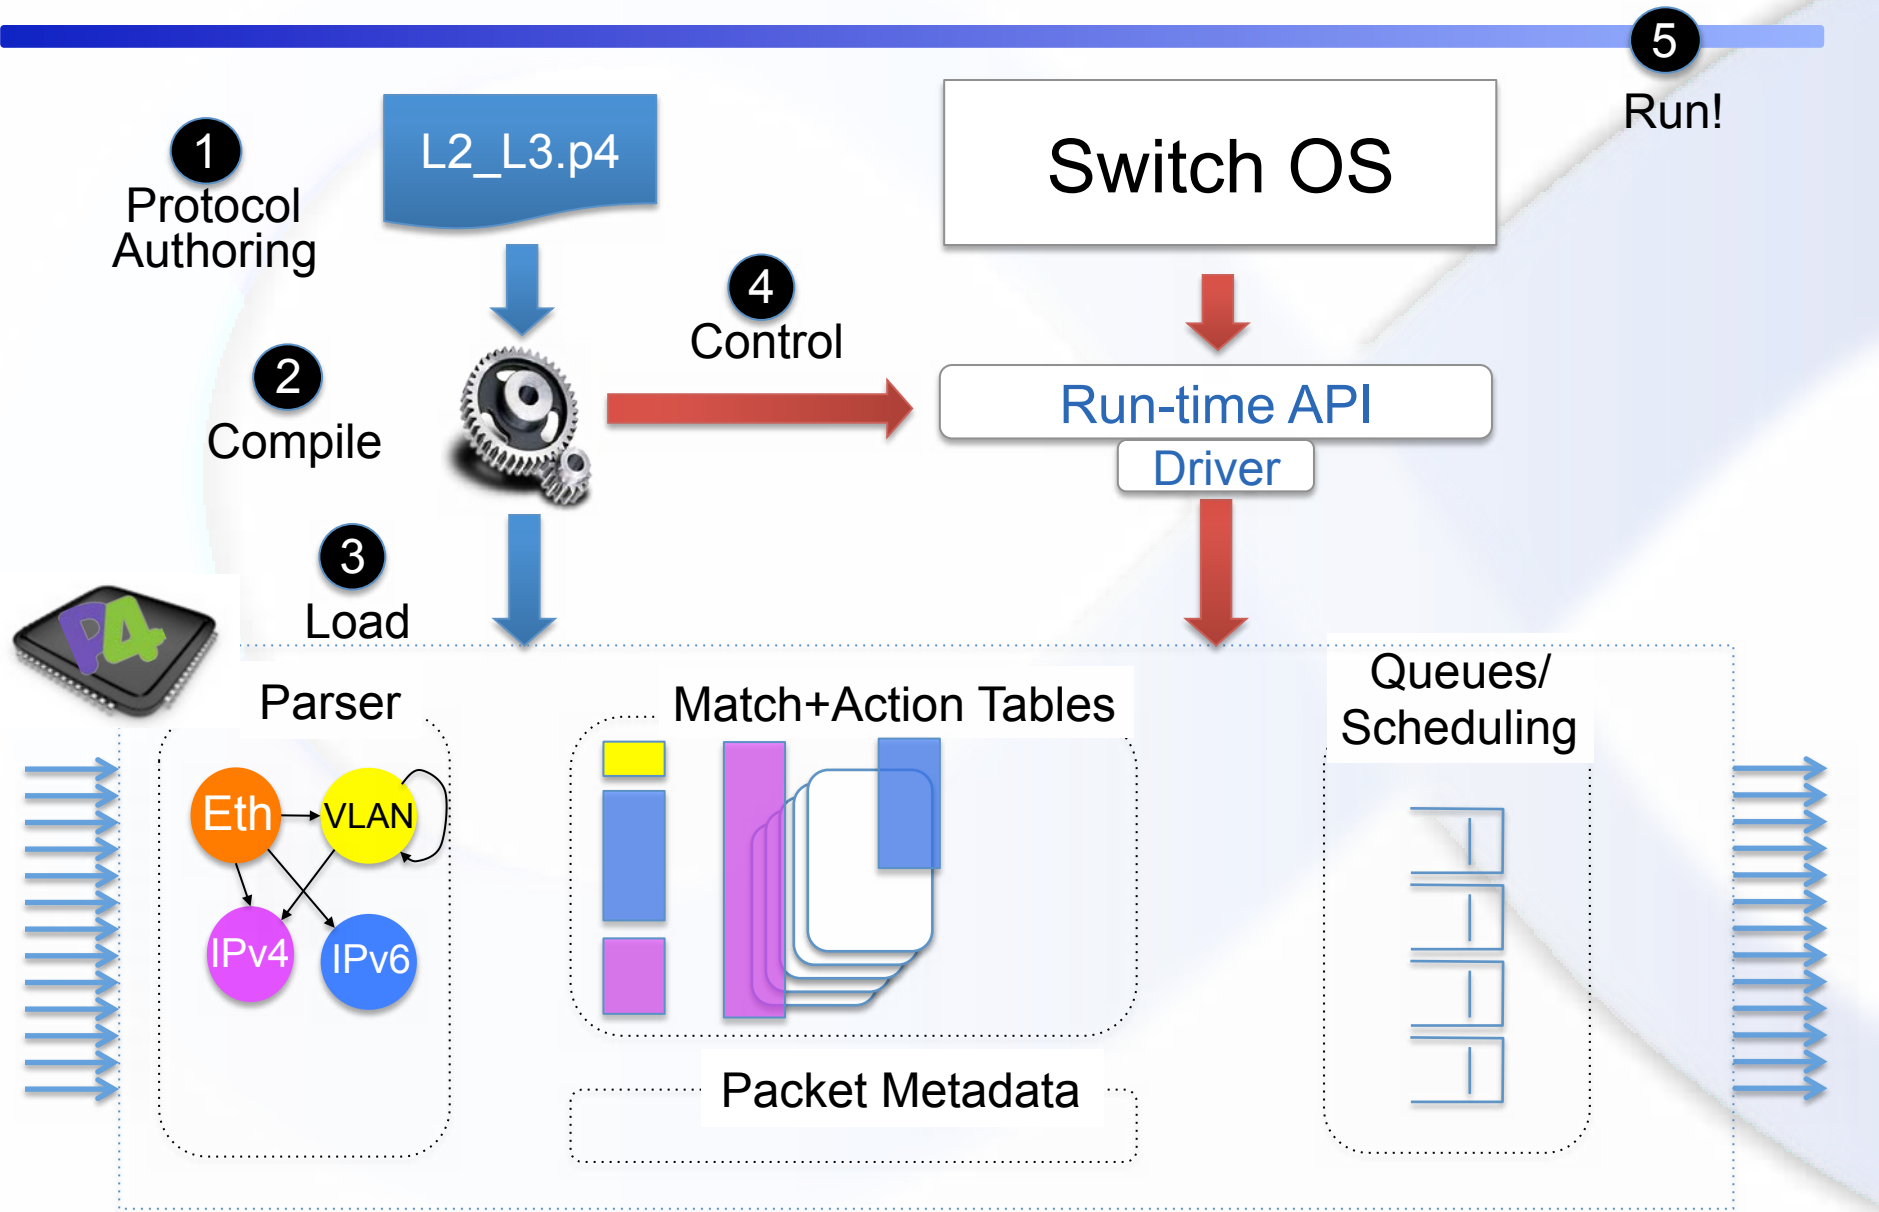 5
Run!
1
Protocol
Authoring
L2_L3.p4
Switch OS
4
Control
2
Compile
Run-time API
Driver
3
Load
P4
Parser
Match+Action Tables
Queues/
Scheduling
Eth
VLAN
IPv4
IPv6
Packet Metadata